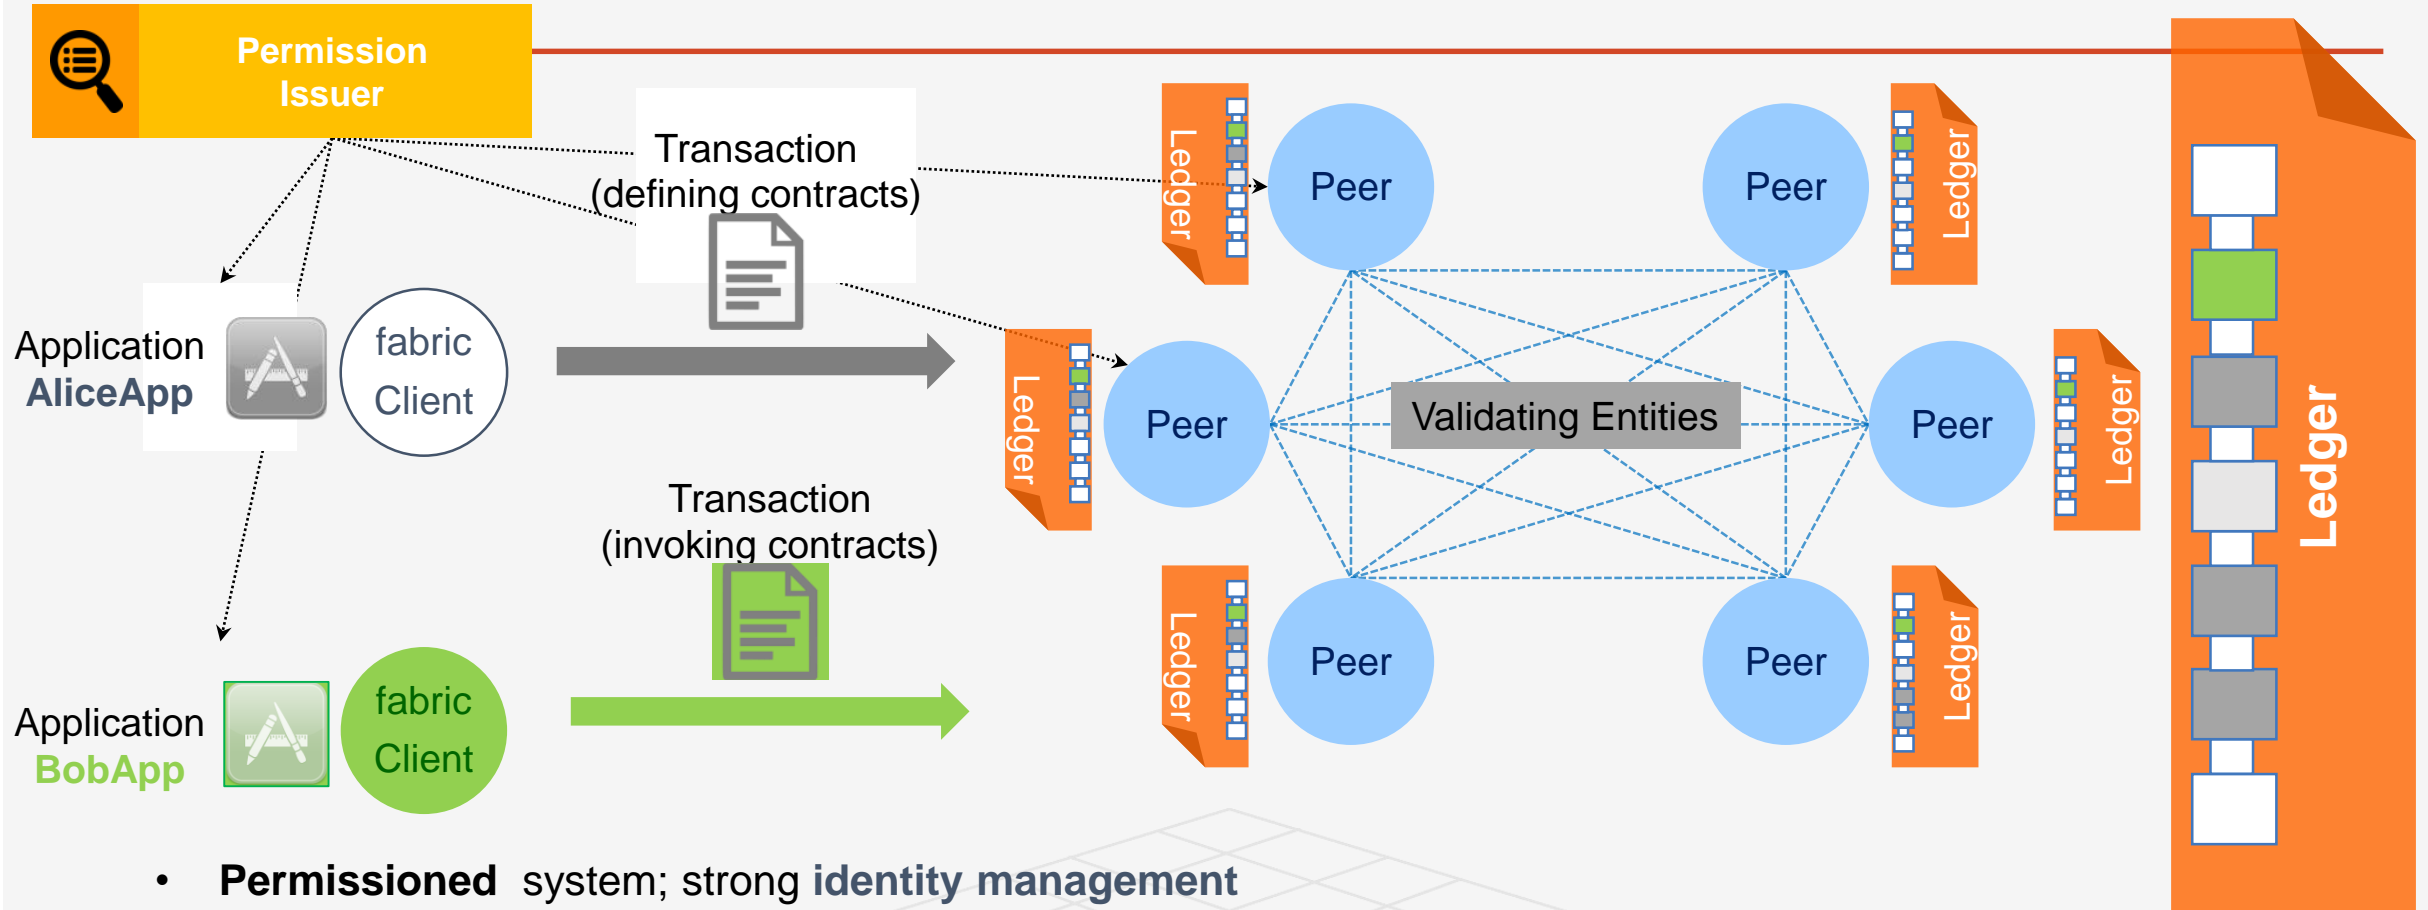 Permission
Issuer
Transaction
(defining contracts)
Application
AliceApp
fabric
Client
Transaction
(invoking contracts)
Application
BobApp
fabric
Client
Ledger
Peer
Peer
Ledger
Ledger
Peer
Validating Entities
Peer
Ledger
Ledger
Peer
Peer
Ledger
Ledger
• Permissioned system; strong identity management